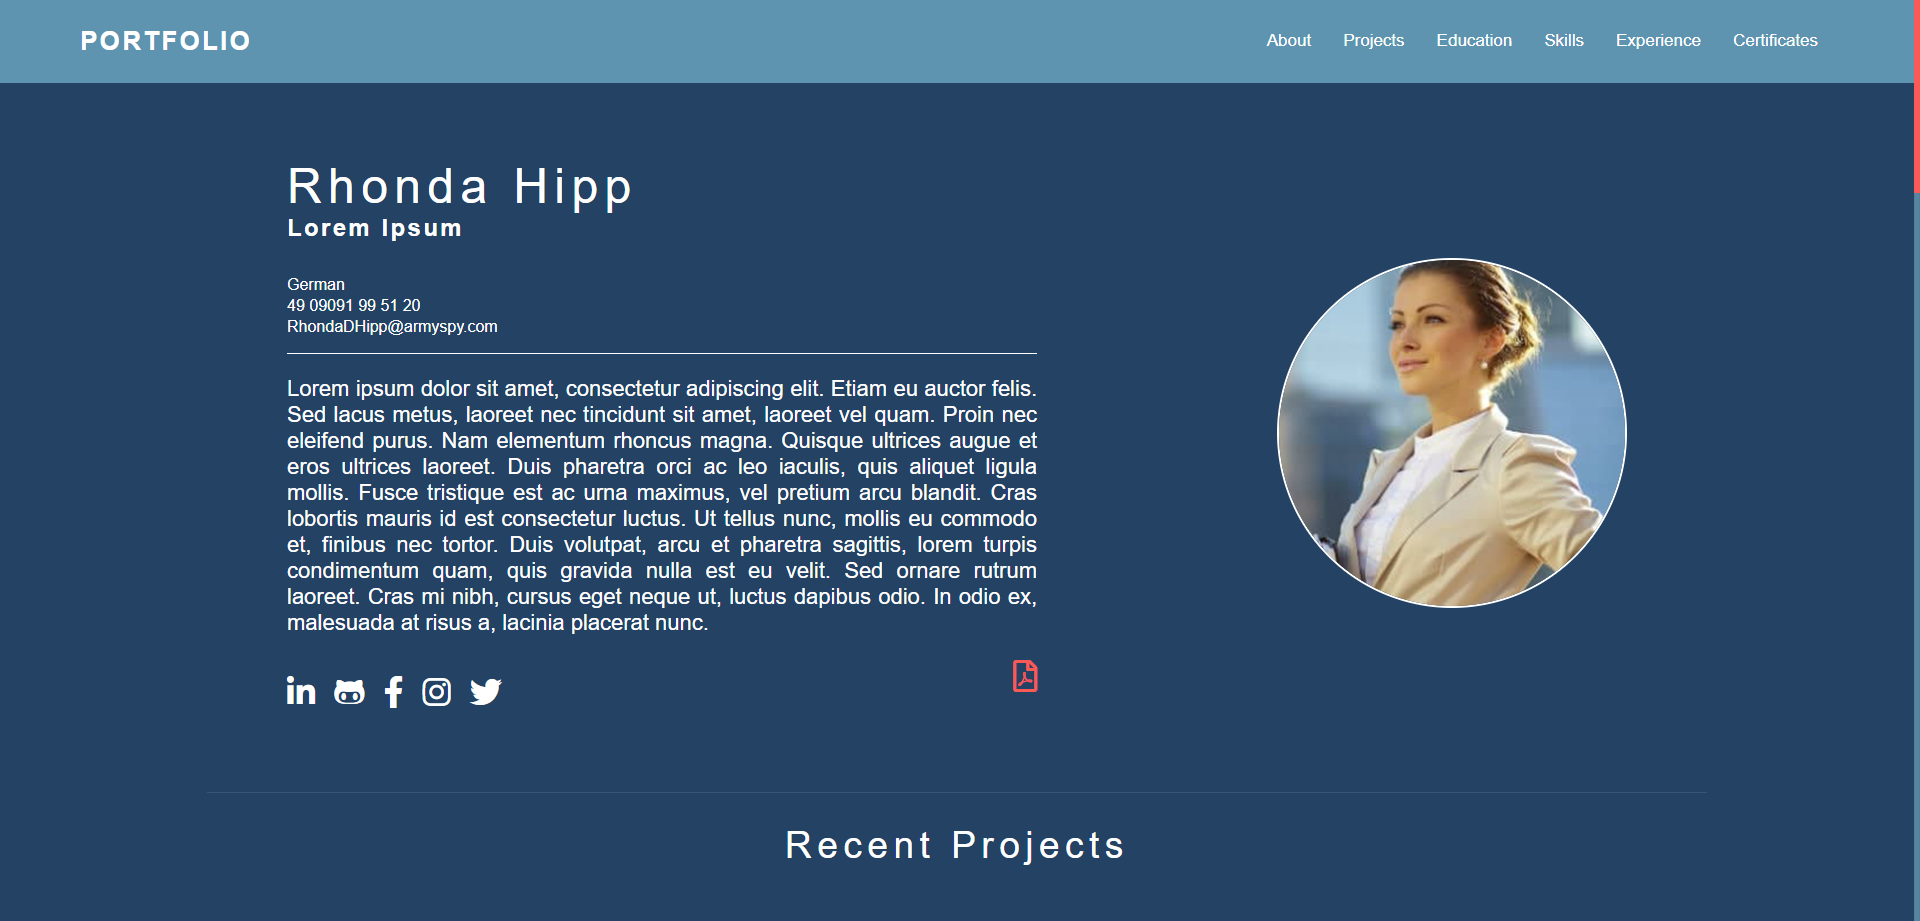 PORTFOLIO
About Projects Education Skills Experience Certificates
Rhonda Hipp
Lorem Ipsum
German
49 09091 99 51 20
RhondaDHipp@armyspy.com
Lorem ipsum dolor sit amet, consectetur adipiscing elit. Etiam eu auctor felis.
Sed lacus metus, laoreet nec tincidunt sit amet, laoreet vel quam. Proin nec
eleifend purus. Nam elementum rhoncus magna. Quisque ultrices augue et
eros ultrices laoreet. Duis pharetra orci ac leo iaculis, quis aliquet ligula
mollis. Fusce tristique est ac urna maximus, vel pretium arcu blandit. Cras
lobortis mauris id est consectetur luctus. Ut tellus nunc, mollis eu commodo
et, finibus nec tortor. Duis volutpat, arcu et pharetra sagittis, lorem turpis
condimentum quam, quis gravida nulla est eu velit. Sed ornare rutrum
laoreet. Cras mi nibh, cursus eget neque ut, luctus dapibus odio. In odio ex,
malesuada at risus a, lacinia placerat nunc.
Recent Projects